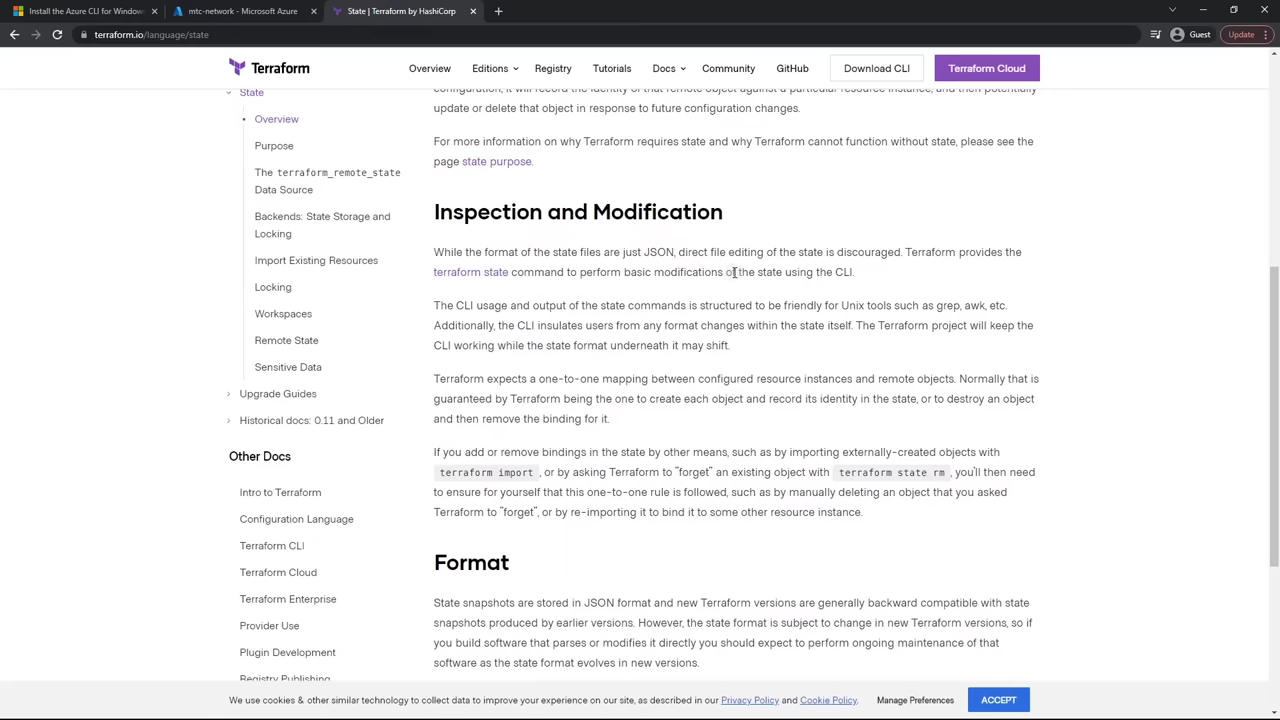 Install the Azure CLI for Window
mtc-network - Microsoft Azure
State | Terraform by HashiCorp
terraform.io/language/state
Guest
Update
Terraform
Overview
Editions
Registry
Tutorials
Docs
Community
GitHub
Download CLI
Terraform Cloud
State
Overview
Purpose
The terraform_remote_state
Data Source
Backends: State Storage and
Locking
Import Existing Resources
Locking
Workspaces
Remote State
Sensitive Data
Upgrade Guides
Historical docs: 0.11 and Older
Other Docs
Intro to Terraform
Configuration Language
Terraform CLI
Terraform Cloud
Terraform Enterprise
Provider Use
Plugin Development
Registry Publishing
configuration, it will record the identity of that remote object against a particular resource instance, and then potentially
update or delete that object in response to future configuration changes.
For more information on why Terraform requires state and why Terraform cannot function without state, please see the
page state purpose.
Inspection and Modification
While the format of the state files are just JSON, direct file editing of the state is discouraged. Terraform provides the
terraform state command to perform basic modifications of the state using the CLI.
The CLI usage and output of the state commands is structured to be friendly for Unix tools such as grep, awk, etc.
Additionally, the CLI insulates users from any format changes within the state itself. The Terraform project will keep the
CLI working while the state format underneath it may shift.
Terraform expects a one-to-one mapping between configured resource instances and remote objects. Normally that is
guaranteed by Terraform being the one to create each object and record its identity in the state, or to destroy an object
and then remove the binding for it.
If you add or remove bindings in the state by other means, such as by importing externally-created objects with
terraform import, or by asking Terraform to "forget" an existing object with terraform state rm, you'll then need
to ensure for yourself that this one-to-one rule is followed, such as by manually deleting an object that you asked
Terraform to "forget", or by re-importing it to bind it to some other resource instance.
Format
State snapshots are stored in JSON format and new Terraform versions are generally backward compatible with state
snapshots produced by earlier versions. However, the state format is subject to change in new Terraform versions, so if
you build software that parses or modifies it directly you should expect to perform ongoing maintenance of that
software as the state format evolves in new versions.
We use cookies & other similar technology to collect data to improve your experience on our site, as described in our Privacy Policy and Cookie Policy.
Manage Preferences
ACCEPT